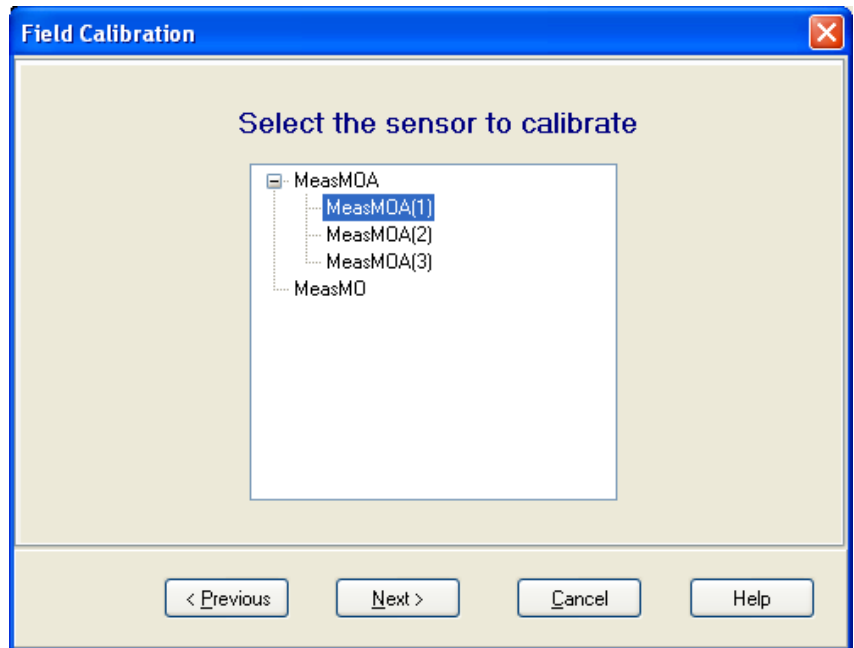 Field Calibration
Select the sensor to calibrate
MeasMOA
MeasMOA(1)
MeasMOA(2)
MeasMOA(3)
MeasMO
< Previous Next > Cancel Help